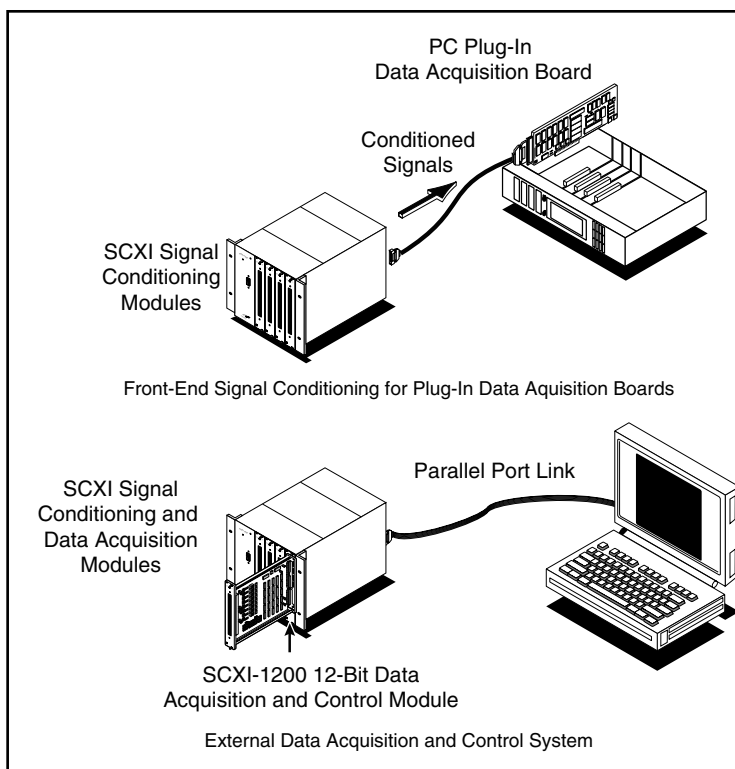 PC Plug-In
Data Acquisition Board
Conditioned
Signals
SCXI Signal
Conditioning
Modules
Front-End Signal Conditioning for Plug-In Data Aquisition Boards
SCXI Signal
Conditioning and
Data Acquisition
Modules
Parallel Port Link
SCXI-1200 12-Bit Data
Acquisition and Control Module
External Data Acquisition and Control System